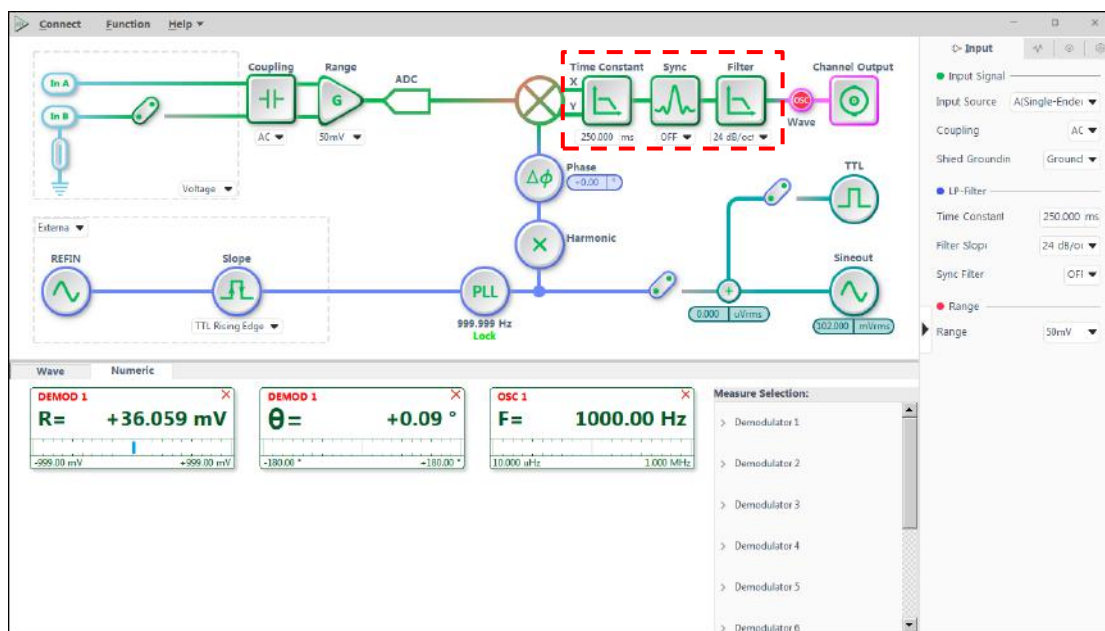 Connect Function Help
Input
Coupling Range ADC Time Constant Sync Filter Channel Output
In A
In B
X
Y
G
OSC
Wave
AC 50mV 250.000 ms OFF 24 dB/oct
Voltage
Δϕ Phase
+0.00 °
TTL
Externa
× Harmonic
REFIN Slope Sineout
PLL
TTL Rising Edge
999.999 Hz
Lock
+
0.000 uVrms 102.000 mVrms
Input Signal
Input Source A(Single-Ender
Coupling AC
Shied Groundin Ground
LP-Filter
Time Constant 250.000 ms
Filter Slop 24 dB/o
Sync Filter OFI
Range
Range 50mV
Wave Numeric
DEMOD 1
R= +36.059 mV
-999.00 mV +999.00 mV
DEMOD 1
θ= +0.09 °
-180.00 ° +180.00 °
OSC 1
F= 1000.00 Hz
10.000 uHz 1.000 MHz
Measure Selection:
Demodulator 1
Demodulator 2
Demodulator 3
Demodulator 4
Demodulator 5
Demodulator 6